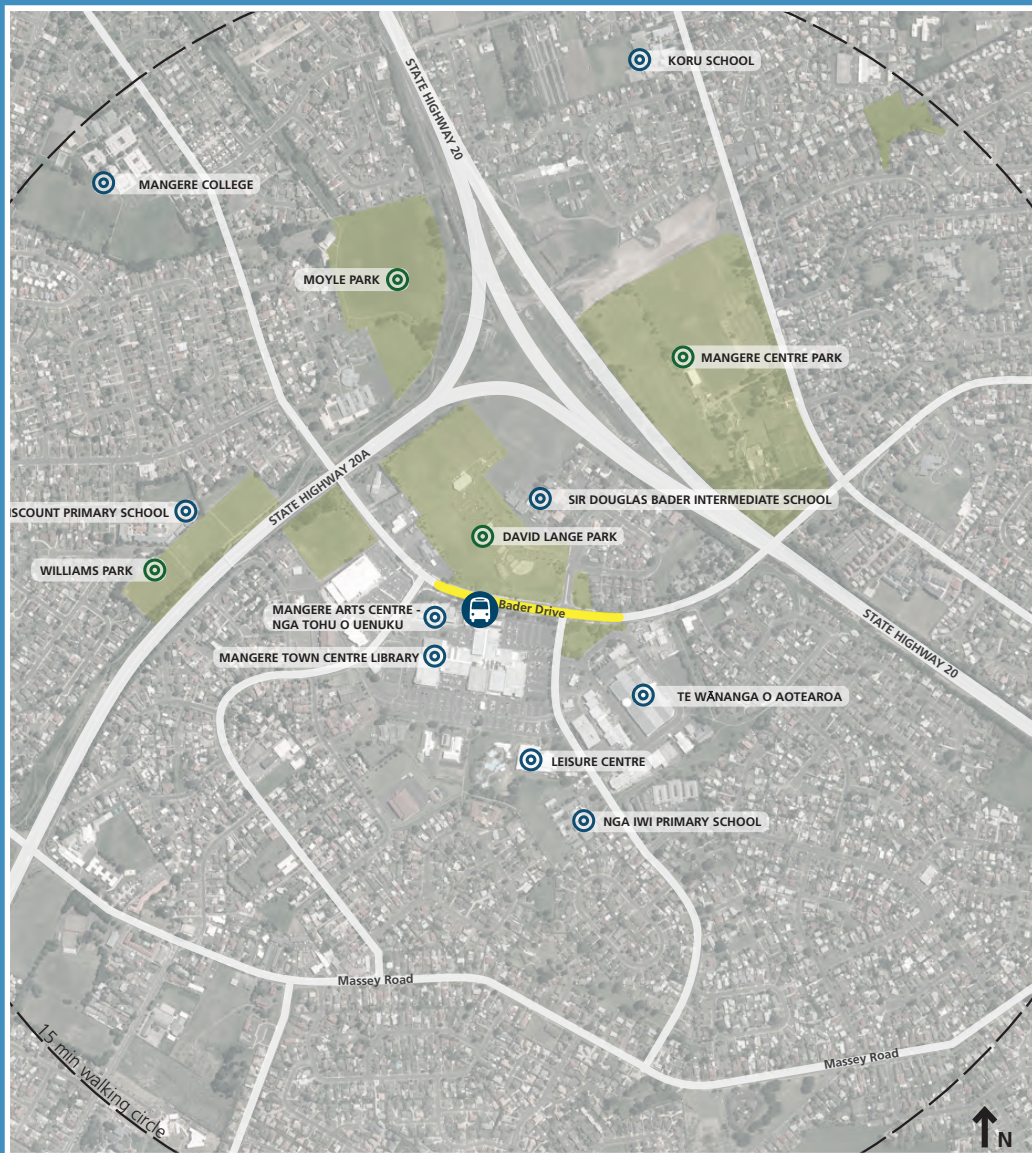 KORU SCHOOL
STATE HIGHWAY 20
MANGERE COLLEGE
MOYLE PARK
MANGERE CENTRE PARK
STATE HIGHWAY 20A
SIR DOUGLAS BADER INTERMEDIATE SCHOOL
ISCOUNT PRIMARY SCHOOL
DAVID LANGE PARK
WILLIAMS PARK
Bader Drive
MANGERE ARTS CENTRE -
NGA TOHU O UENUKU
STATE HIGHWAY 20
MANGERE TOWN CENTRE LIBRARY
TE WĀNANGA O AOTEAROA
LEISURE CENTRE
NGA IWI PRIMARY SCHOOL
Massey Road
Massey Road
15 min walking circle
N